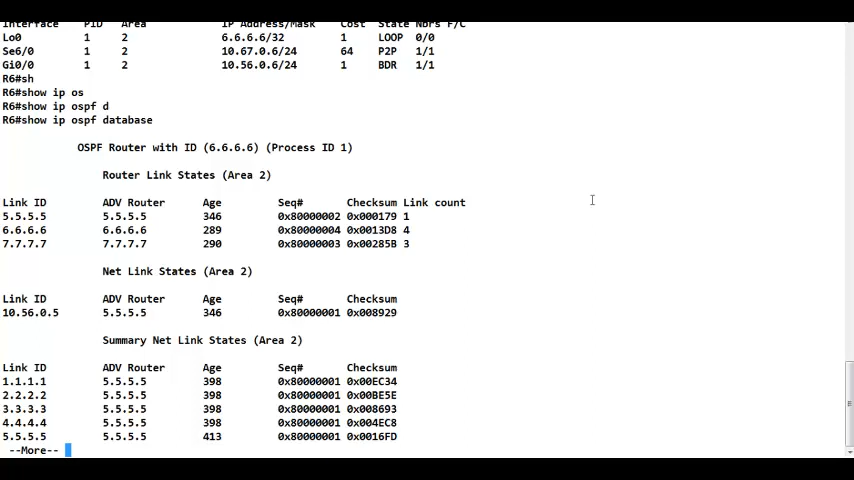 Interface PID Area IP Address/Mask Cost State Nbrs F/C
Lo0 1 2 6.6.6.6/32 1 LOOP 0/0
Se6/0 1 2 10.67.0.6/24 64 P2P 1/1
Gi0/0 1 2 10.56.0.6/24 1 BDR 1/1
R6#sh
R6#show ip os
R6#show ip ospf d
R6#show ip ospf database
OSPF Router with ID (6.6.6.6) (Process ID 1)
Router Link States (Area 2)
Link ID ADV Router Age Seq# Checksum Link count
5.5.5.5 5.5.5.5 346 0x80000002 0x000179 1
6.6.6.6 6.6.6.6 289 0x80000004 0x0013D8 4
7.7.7.7 7.7.7.7 290 0x80000003 0x00285B 3
Net Link States (Area 2)
Link ID ADV Router Age Seq# Checksum
10.56.0.5 5.5.5.5 346 0x80000001 0x008929
Summary Net Link States (Area 2)
Link ID ADV Router Age Seq# Checksum
1.1.1.1 5.5.5.5 398 0x80000001 0x00EC34
2.2.2.2 5.5.5.5 398 0x80000001 0x00BE5E
3.3.3.3 5.5.5.5 398 0x80000001 0x008693
4.4.4.4 5.5.5.5 398 0x80000001 0x004EC8
5.5.5.5 5.5.5.5 413 0x80000001 0x0016FD
--More--